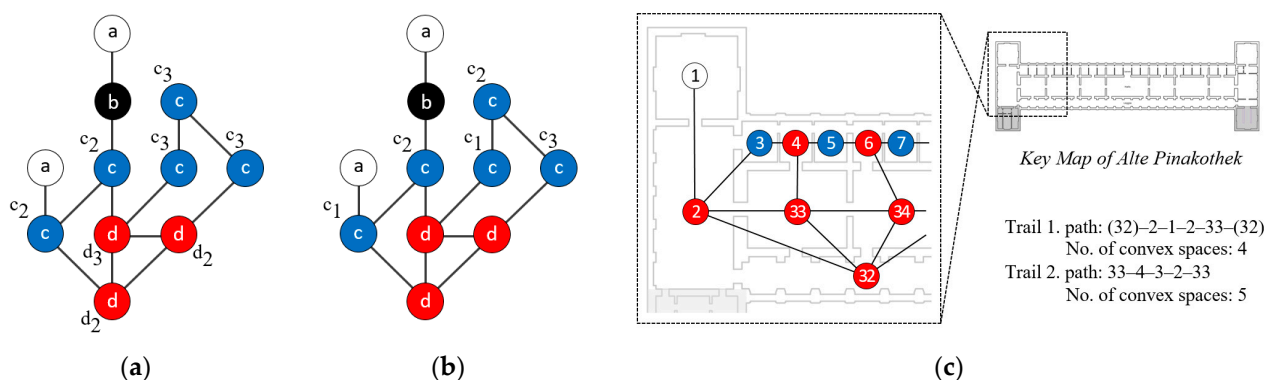 a
b
c3
c
c2
c
c3
c
c3
c
a
c2
c
d
d3
d
d2
d
d2
(a)
a
b
c2
c
c2
c
c1
c
c3
c
a
c1
c
d
d
d
(b)
1
3
4
5
6
7
2
33
34
32
Key Map of Alte Pinakothek
Trail 1. path: (32)–2–1–2–33–(32)
No. of convex spaces: 4
Trail 2. path: 33–4–3–2–33
No. of convex spaces: 5
(c)